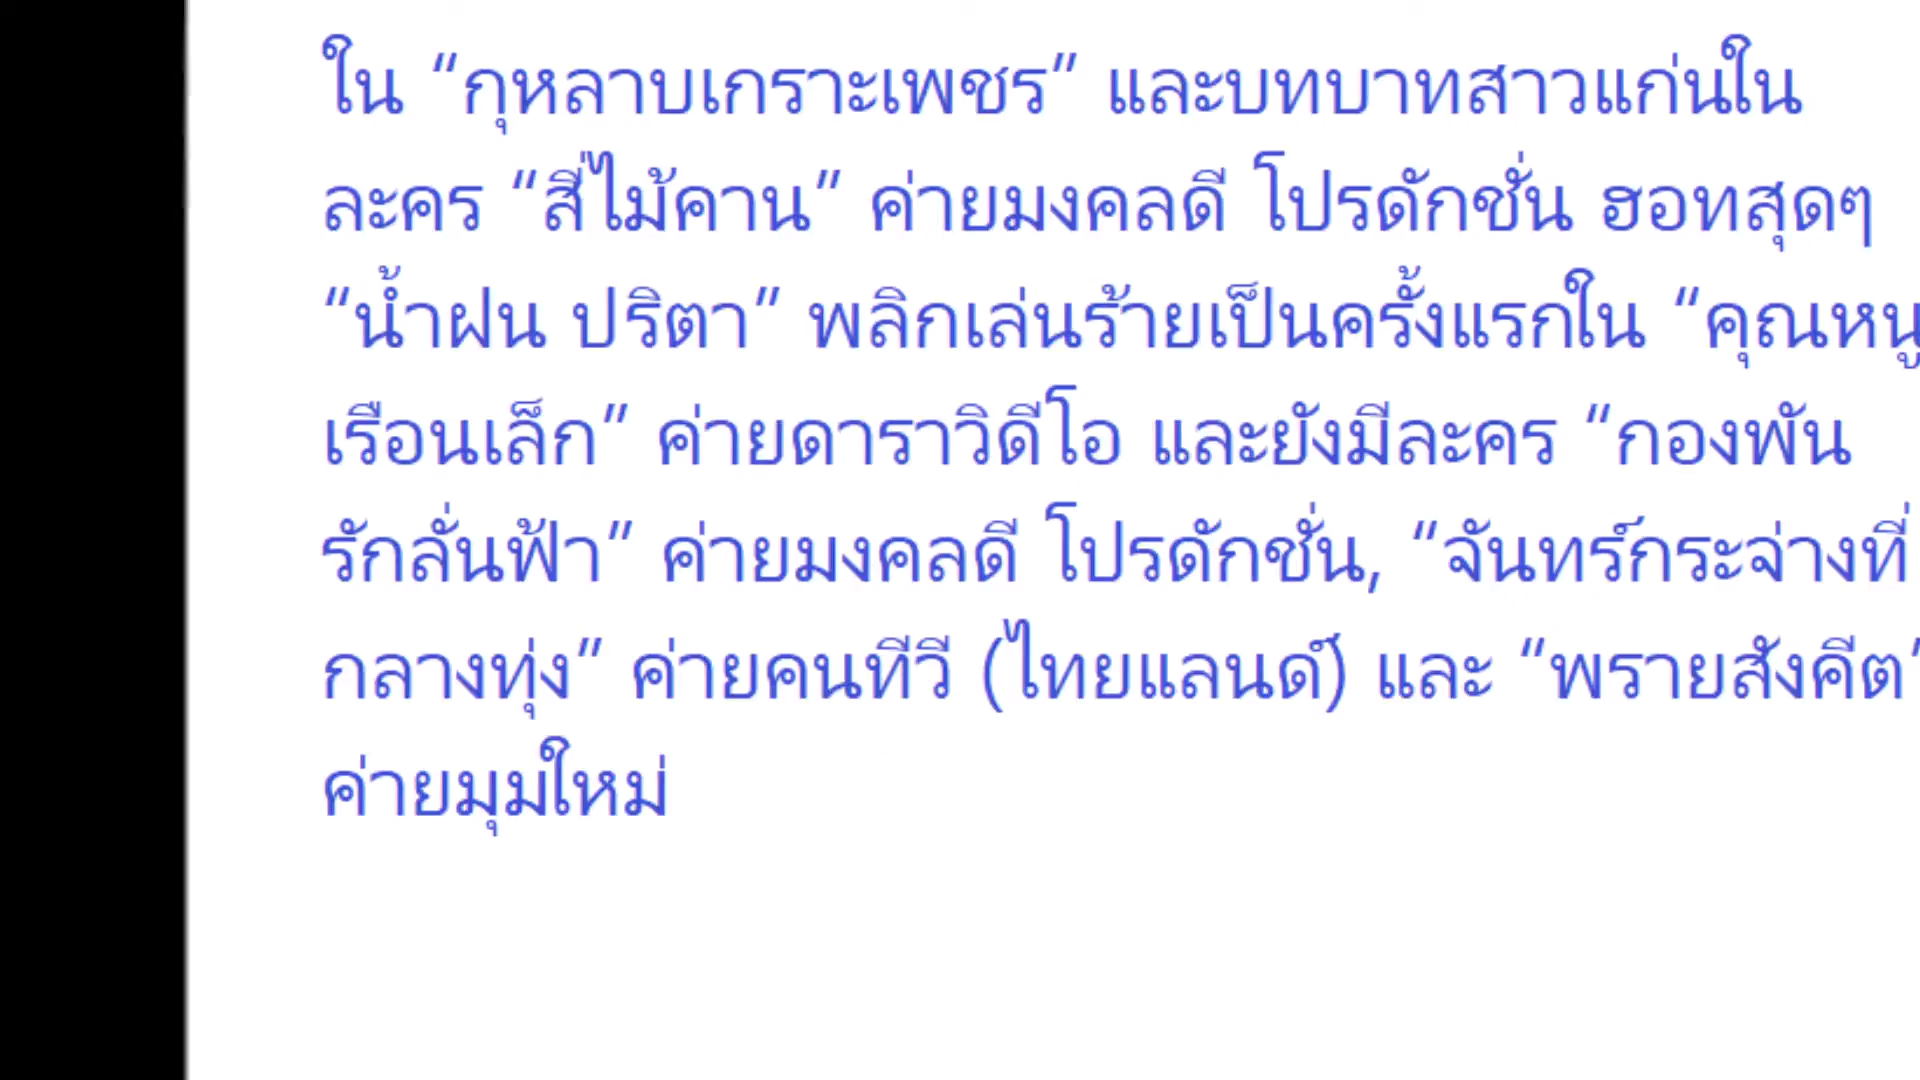 ใน “กุหลาบเกราะเพชร” และบทบาทสาวแก่นใน
ละคร “สี่ไม้คาน” ค่ายมงคลดี โปรดักชั่น ฮอทสุดๆ
“น้ำฝน ปริตา” พลิกเล่นร้ายเป็นครั้งแรกใน “คุณหนู
เรือนเล็ก” ค่ายดาราวิดีโอ และยังมีละคร “กองพัน
รักลั่นฟ้า” ค่ายมงคลดี โปรดักชั่น, “จันทร์กระจ่างที่
กลางทุ่ง” ค่ายคนทีวี (ไทยแลนด์) และ “พรายสังคีต”
ค่ายมุมใหม่